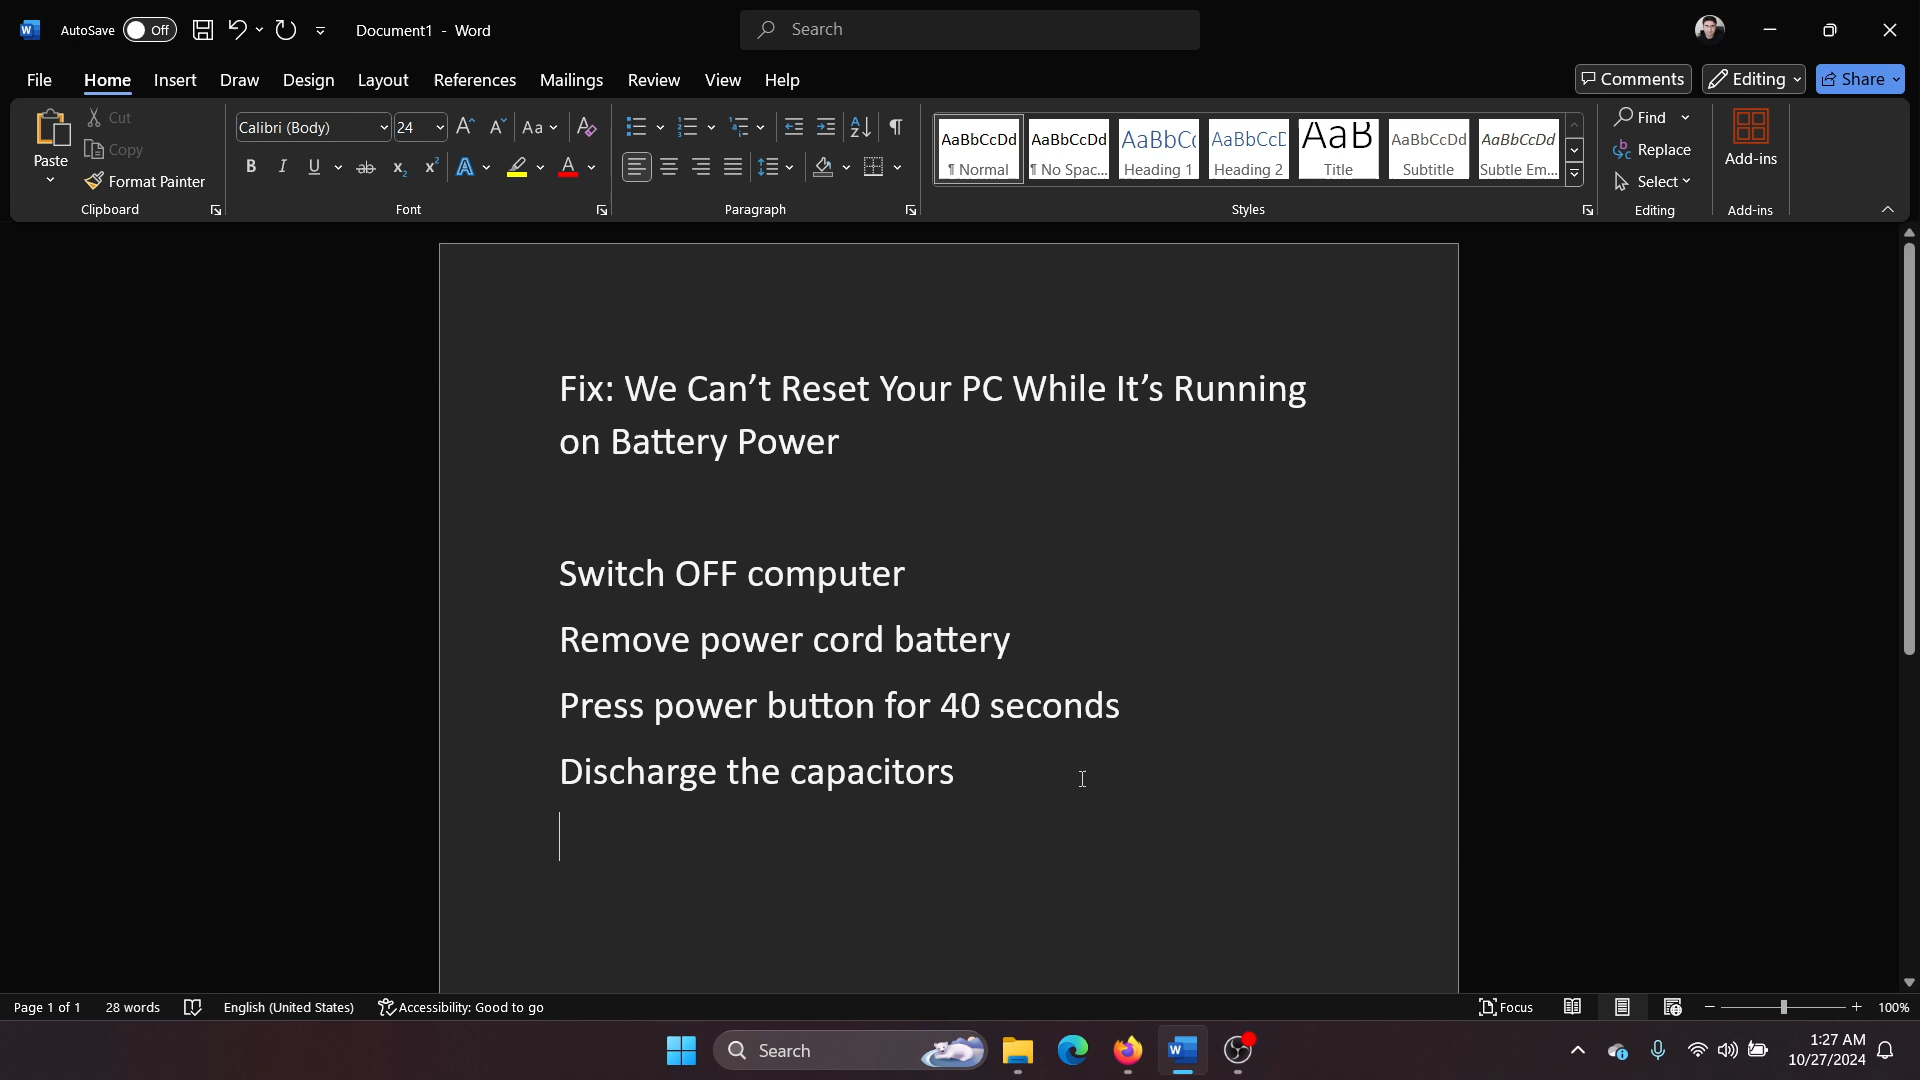 AutoSave Off Document1 - Word Search
File Home Insert Draw Design Layout References Mailings Review View Help Comments Editing Share
Paste Cut Copy Format Painter Clipboard
Calibri (Body) 24 Aa Font
Paragraph
AaBbCcDd AaBbCcDd AaBbCc AaBbCcD AaB AaBbCcDd AaBbCcDd
¶ Normal ¶ No Spac... Heading 1 Heading 2 Title Subtitle Subtle Em...
Styles
Find Replace Select Editing
Add-ins Add-ins
Fix: We Can’t Reset Your PC While It’s Running
on Battery Power
Switch OFF computer
Remove power cord battery
Press power button for 40 seconds
Discharge the capacitors
Page 1 of 1 28 words English (United States) Accessibility: Good to go Focus 100%
Search 1:27 AM
10/27/2024